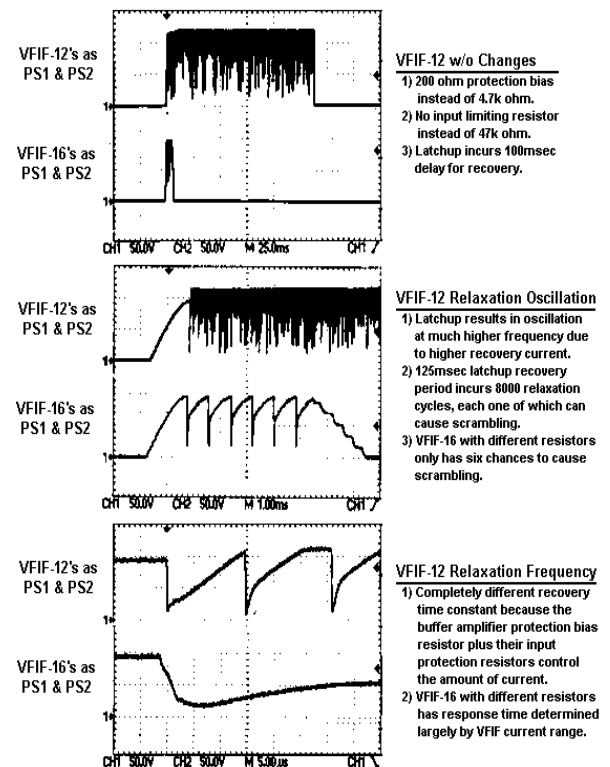 VFIF-12's as
PS1 & PS2
VFIF-16's as
PS1 & PS2
1
1
CH1 50.0V CH2 50.0V M 25.0ms CH1
VFIF-12 w/o Changes
1) 200 ohm protection bias
instead of 4.7k ohm.
2) No input limiting resistor
instead of 47k ohm.
3) Latchup incurs 100msec
delay for recovery.
VFIF-12's as
PS1 & PS2
VFIF-16's as
PS1 & PS2
1
1
CH1 50.0V CH2 50.0V M 1.00ms CH1
VFIF-12 Relaxation Oscillation
1) Latchup results in oscillation
at much higher frequency due
to higher recovery current.
2) 125msec latchup recovery
period incurs 8000 relaxation
cycles, each one of which can
cause scrambling.
3) VFIF-16 with different resistors
only has six chances to cause
scrambling.
VFIF-12's as
PS1 & PS2
VFIF-16's as
PS1 & PS2
1
1
CH1 50.0V CH2 50.0V M 5.00us CH1
VFIF-12 Relaxation Frequency
1) Completely different recovery
time constant because the
buffer amplifier protection bias
resistor plus their input
protection resistors control
the amount of current.
2) VFIF-16 with different resistors
has response time determined
largely by VFIF current range.